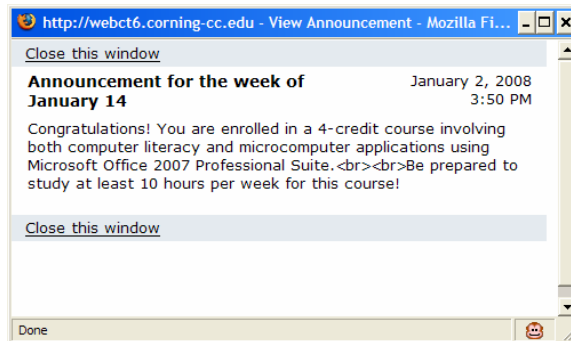 http://webct6.corning-cc.edu - View Announcement - Mozilla Fi...
Close this window
Announcement for the week of January 2, 2008
January 14 3:50 PM
Congratulations! You are enrolled in a 4-credit course involving
both computer literacy and microcomputer applications using
Microsoft Office 2007 Professional Suite.<br><br>Be prepared to
study at least 10 hours per week for this course!
Close this window
Done